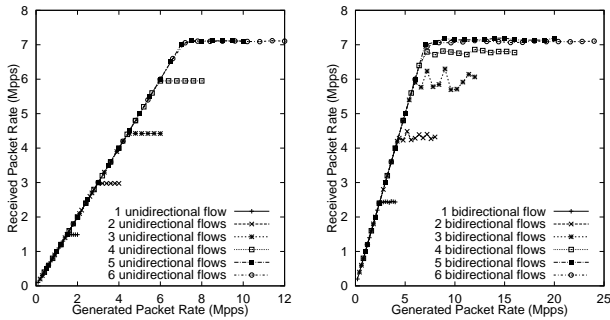 Received Packet Rate (Mpps)
8
7
6
5
4
3
2
1
0
0 2 4 6 8 10 12
Generated Packet Rate (Mpps)
1 unidirectional flow
2 unidirectional flows
3 unidirectional flows
4 unidirectional flows
5 unidirectional flows
6 unidirectional flows
Received Packet Rate (Mpps)
8
7
6
5
4
3
2
1
0
0 5 10 15 20 25
Generated Packet Rate (Mpps)
1 bidirectional flow
2 bidirectional flows
3 bidirectional flows
4 bidirectional flows
5 bidirectional flows
6 bidirectional flows